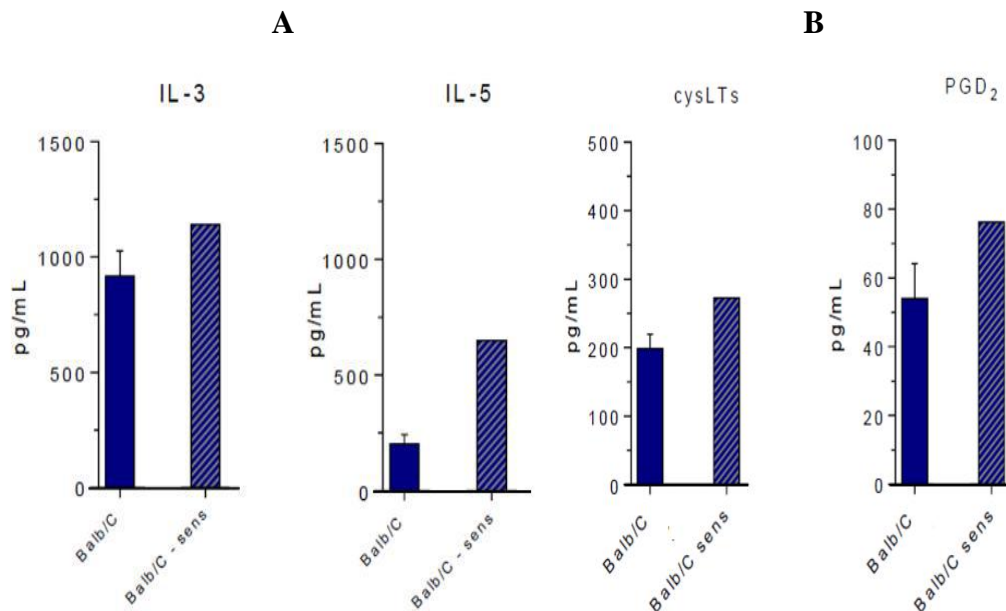 A
B
IL-3
IL-5
cysLTs
PGD₂
pg/mL
1500
1000
500
0
Balb/C
Balb/C - sens
pg/mL
1500
1000
500
0
Balb/C
Balb/C - sens
pg/mL
500
400
300
200
100
0
Balb/C
Balb/C sens
pg/mL
100
80
60
40
20
0
Balb/C
Balb/C sens